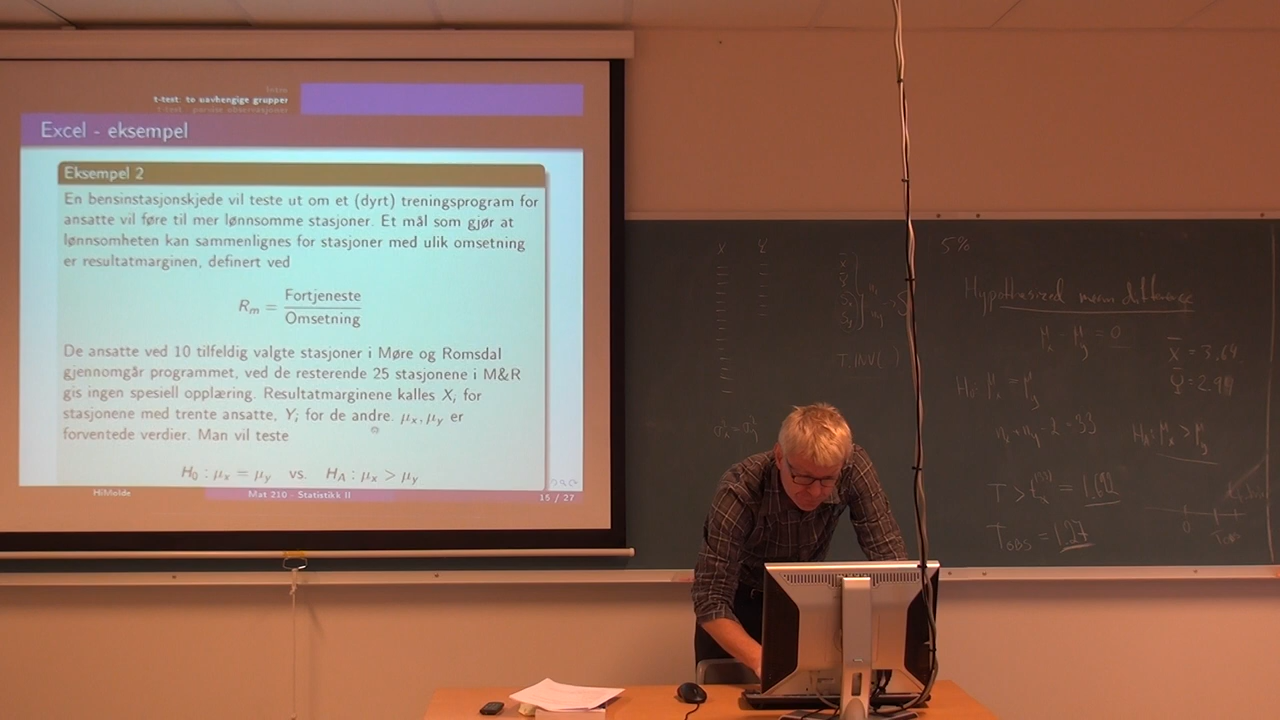 Intro
t-test: to uavhengige grupper
t-test - parvise observasjoner
Excel - eksempel
Eksempel 2
En bensinstasjonskjede vil teste ut om et (dyrt) treningsprogram for
ansatte vil føre til mer lønnsomme stasjoner. Et mål som gjør at
lønnsomheten kan sammenlignes for stasjoner med ulik omsetning
er resultatmarginen, definert ved
R_m = Fortjeneste / Omsetning
De ansatte ved 10 tilfeldig valgte stasjoner i Møre og Romsdal
gjennomgår programmet, ved de resterende 25 stasjonene i M&R
gis ingen spesiell opplæring. Resultatmarginene kalles X_i for
stasjonene med trente ansatte, Y_i for de andre. μ_x, μ_y er
forventede verdier. Man vil teste
H_0 : μ_x = μ_y vs. H_A : μ_x > μ_y
HiMolde
Mat 210 - Statistikk II
15 / 27
X Y
T.INV( )
5%
Hypothesized mean difference
μ_x - μ_y = 0
H_0: μ_x = μ_y
n_x + n_y - 2 = 33
H_A: μ_x > μ_y
T_OBS = 1.27
0
T_OBS